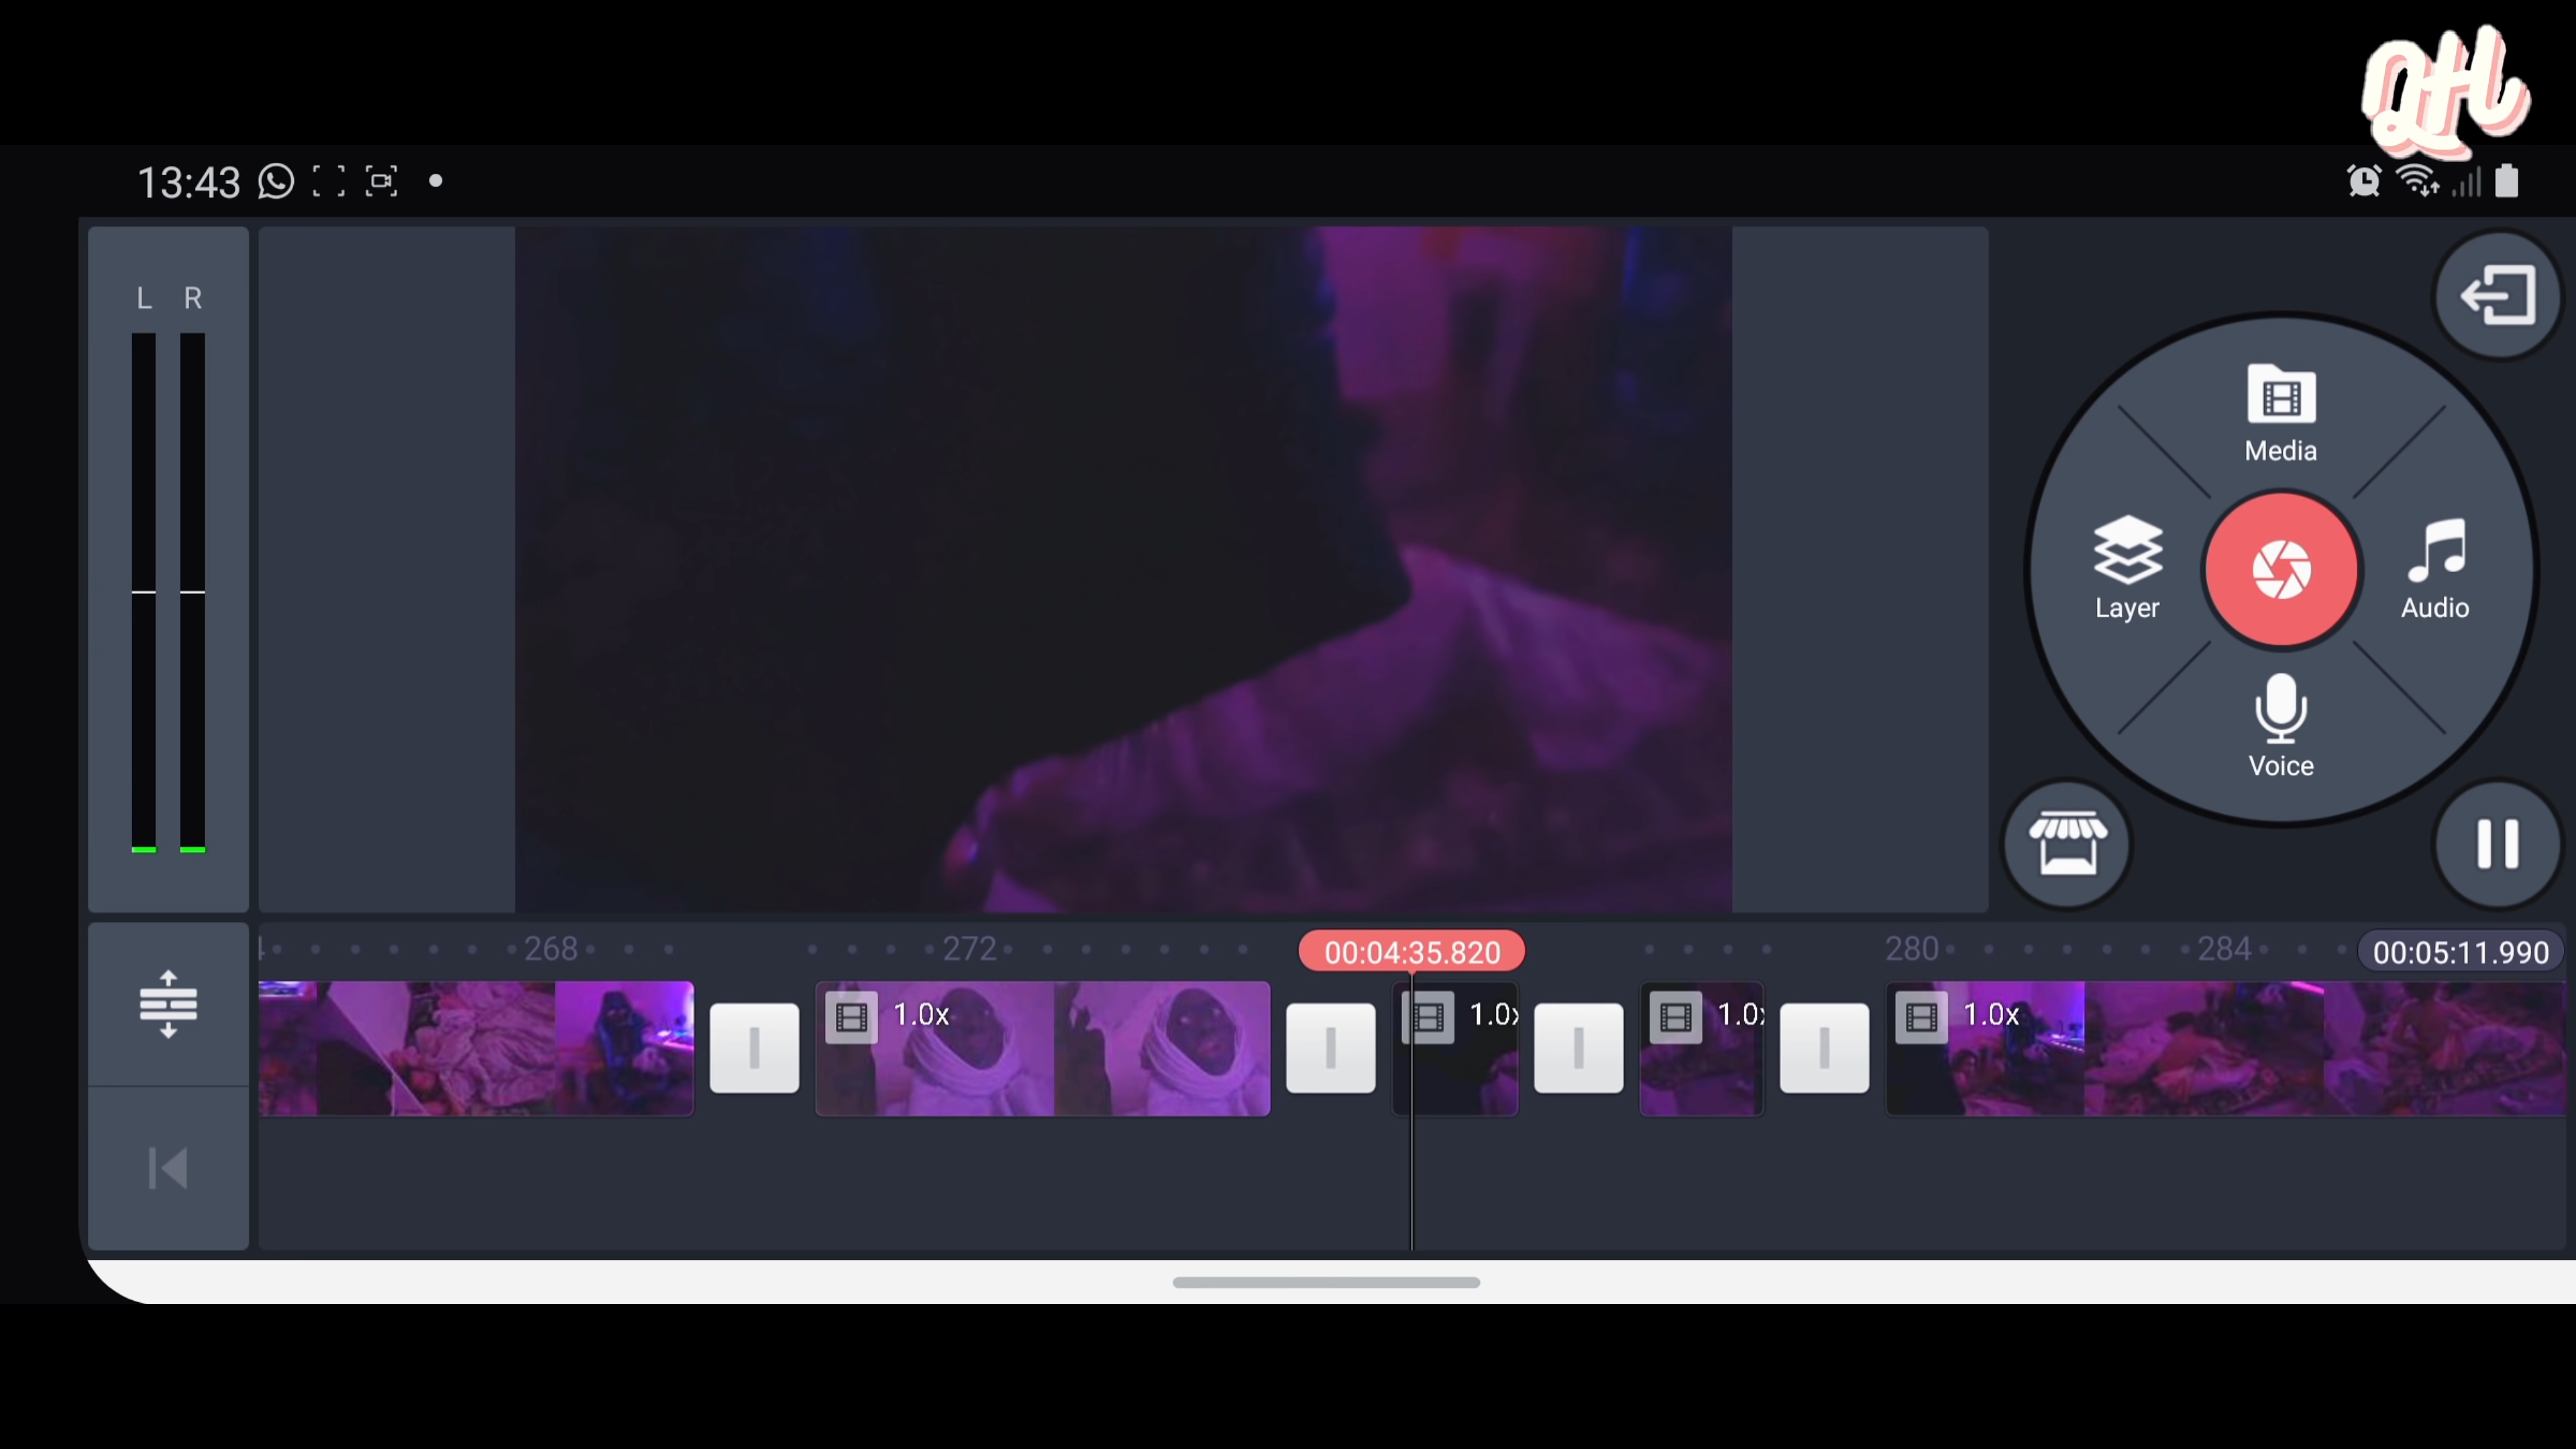 QHL
13:43
L R
Media
Layer
Audio
Voice
268
272
00:04:35.820
280
284
00:05:11.990
1.0x
1.0x
1.0x
1.0x